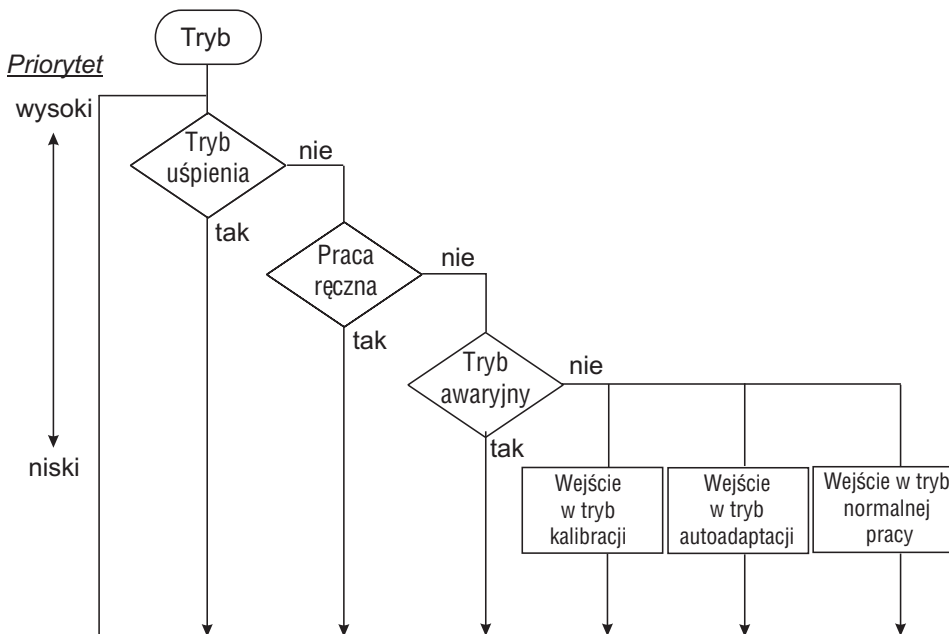 Tryb
Priorytet
wysoki
Tryb
uśpienia
nie
tak
Praca
ręczna
nie
tak
Tryb
awaryjny
nie
tak
niski
Wejście
w tryb
kalibracji
Wejście
w tryb
autoadaptacji
Wejście w tryb
normalnej
pracy